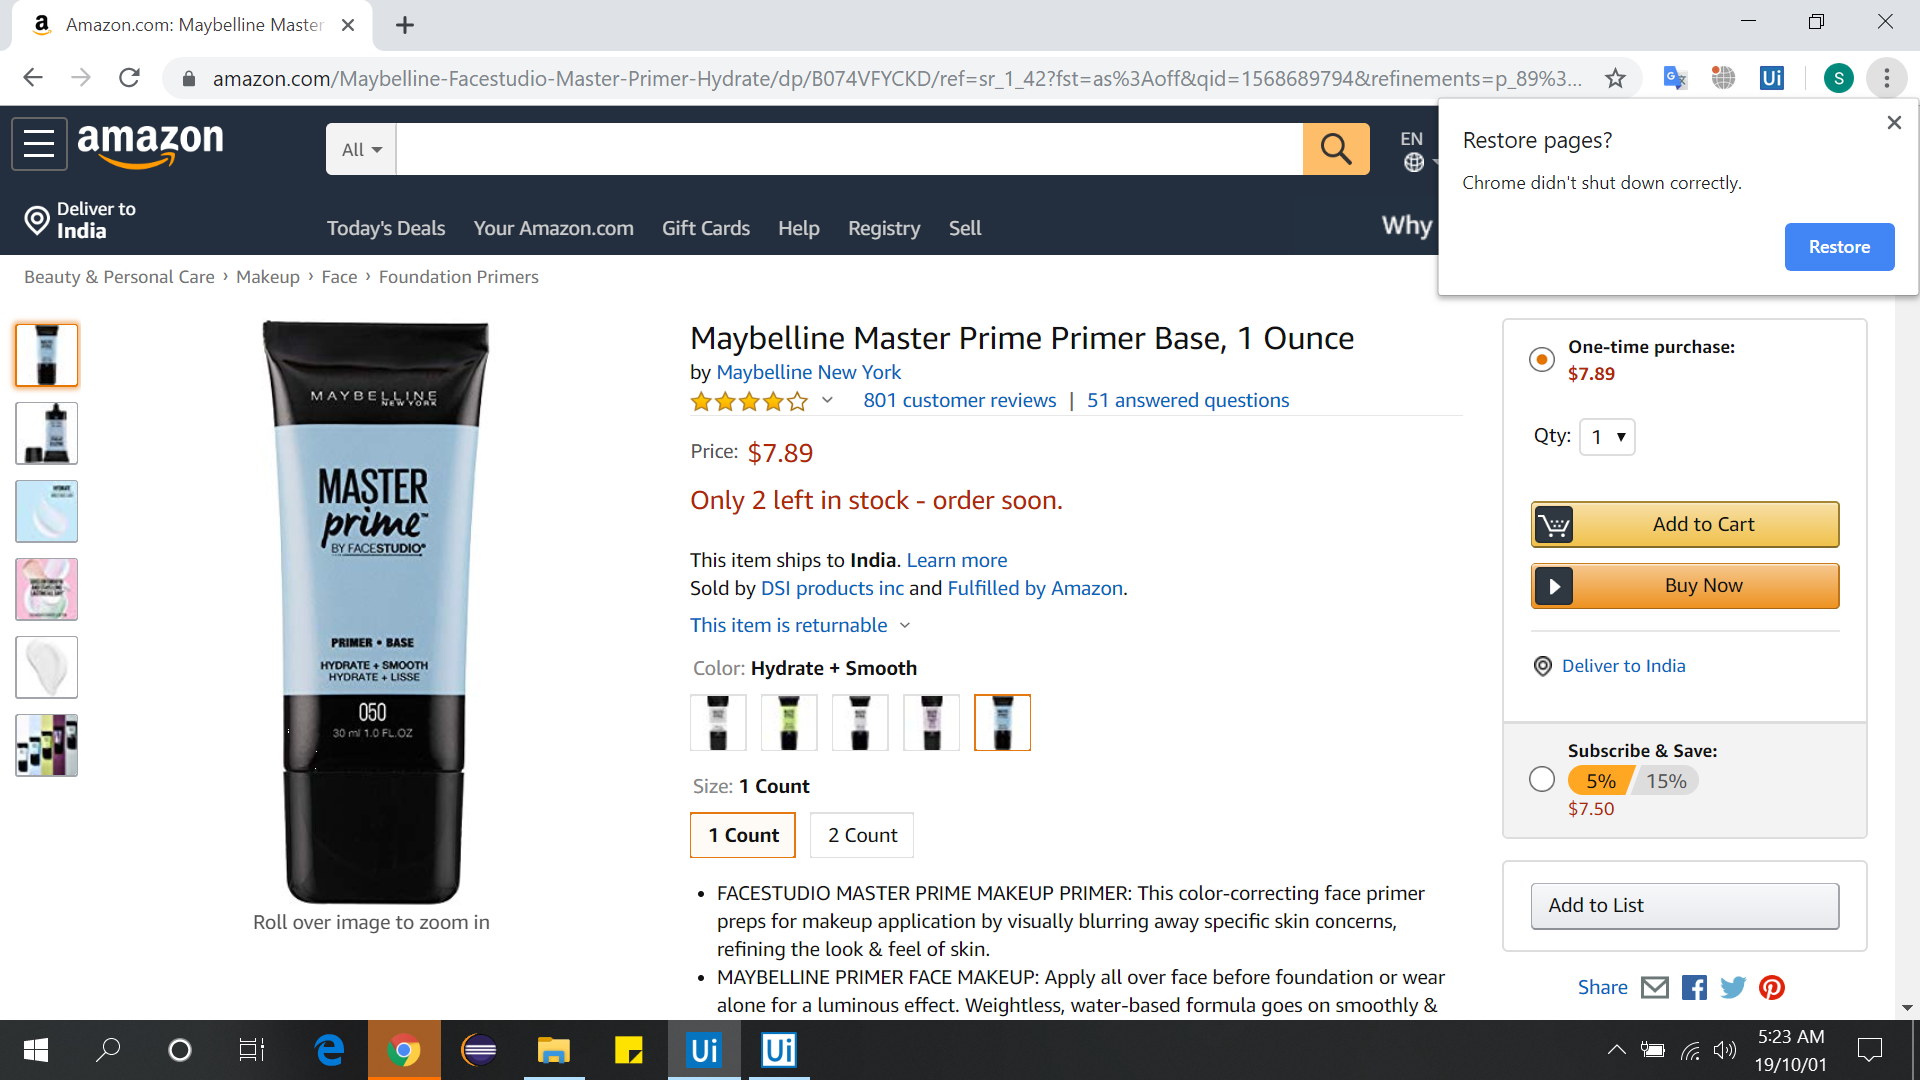 Amazon.com: Maybelline Master
amazon.com/Maybelline-Facestudio-Master-Primer-Hydrate/dp/B074VFYCKD/ref=sr_1_42?fst=as%3Aoff&qid=1568689794&refinements=p_89%3...
S
Restore pages?
Chrome didn't shut down correctly.
Restore
amazon
All
EN
Deliver to
India
Today's Deals
Your Amazon.com
Gift Cards
Help
Registry
Sell
Why
Beauty & Personal Care › Makeup › Face › Foundation Primers
MAYBELLINE
NEW YORK
MASTER
prime™
BY FACESTUDIO®
PRIMER • BASE
HYDRATE + SMOOTH
HYDRATE + LISSE
050
30 ml 1.0 FL.OZ
Roll over image to zoom in
Maybelline Master Prime Primer Base, 1 Ounce
by Maybelline New York
801 customer reviews | 51 answered questions
Price: $7.89
Only 2 left in stock - order soon.
This item ships to India. Learn more
Sold by DSI products inc and Fulfilled by Amazon.
This item is returnable
Color: Hydrate + Smooth
Size: 1 Count
1 Count
2 Count
• FACESTUDIO MASTER PRIME MAKEUP PRIMER: This color-correcting face primer
preps for makeup application by visually blurring away specific skin concerns,
refining the look & feel of skin.
• MAYBELLINE PRIMER FACE MAKEUP: Apply all over face before foundation or wear
alone for a luminous effect. Weightless, water-based formula goes on smoothly &
One-time purchase:
$7.89
Qty: 1
Add to Cart
Buy Now
Deliver to India
Subscribe & Save:
5% 15%
$7.50
Add to List
Share
Ui
Ui
Ui
5:23 AM
19/10/01